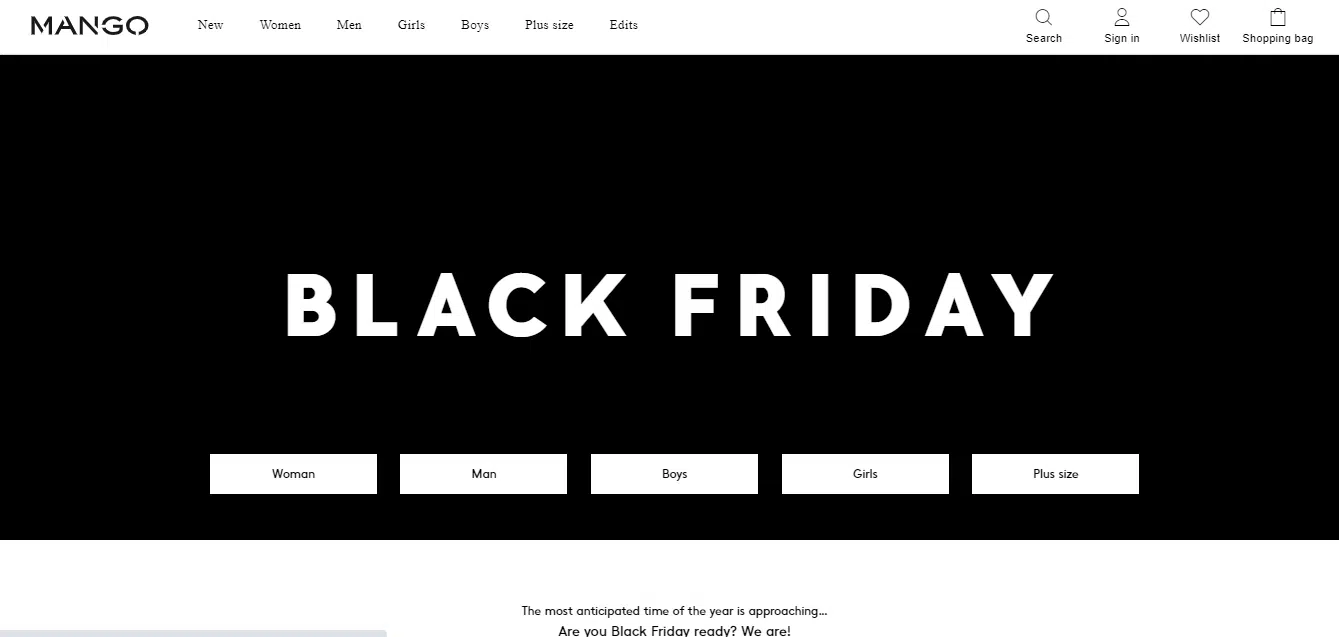 MANGO New Women Men Girls Boys Plus size Edits Search Sign in Wishlist Shopping bag
BLACK FRIDAY
Woman Man Boys Girls Plus size
The most anticipated time of the year is approaching...
Are you Black Friday ready? We are!